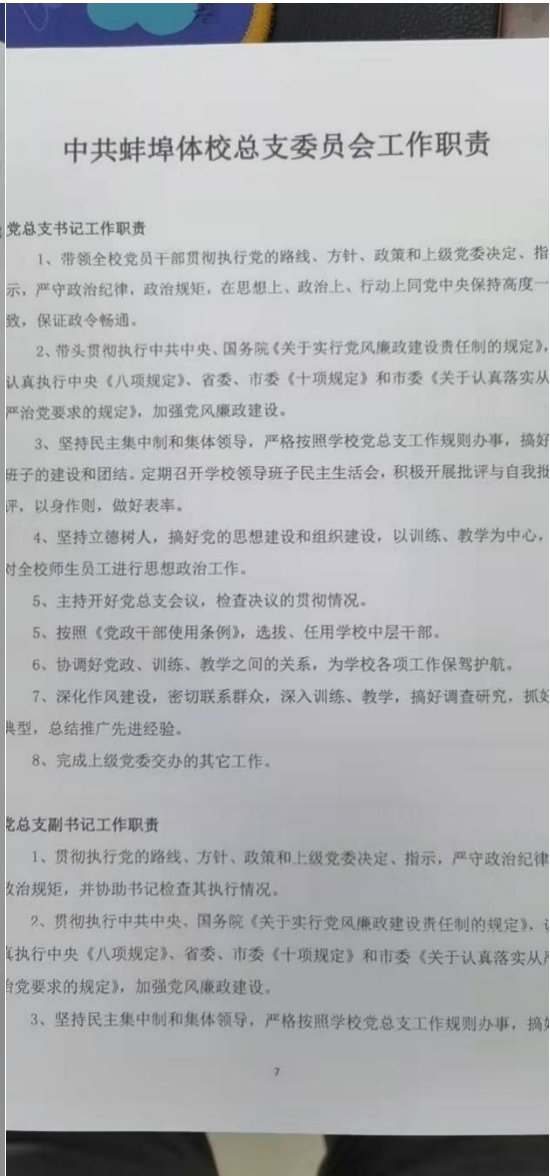 中共蚌埠体校总支委员会工作职责
党总支书记工作职责
1、带领全校党员干部贯彻执行党的路线、方针、政策和上级党委决定、指
示，严守政治纪律，政治规矩，在思想上、政治上、行动上同党中央保持高度一
致，保证政令畅通。
2、带头贯彻执行中共中央、国务院《关于实行党风廉政建设责任制的规定》，
认真执行中央《八项规定》、省委、市委《十项规定》和市委《关于认真落实从
严治党要求的规定》，加强党风廉政建设。
3、坚持民主集中制和集体领导，严格按照学校党总支工作规则办事，搞好
班子的建设和团结。定期召开学校领导班子民主生活会，积极开展批评与自我批
评，以身作则，做好表率。
4、坚持立德树人，搞好党的思想建设和组织建设，以训练、教学为中心，
对全校师生员工进行思想政治工作。
5、主持开好党总支会议，检查决议的贯彻情况。
5、按照《党政干部使用条例》，选拔、任用学校中层干部。
6、协调好党政、训练、教学之间的关系，为学校各项工作保驾护航。
7、深化作风建设，密切联系群众，深入训练、教学，搞好调查研究，抓好
典型，总结推广先进经验。
8、完成上级党委交办的其它工作。
党总支副书记工作职责
1、贯彻执行党的路线、方针、政策和上级党委决定、指示，严守政治纪律
政治规矩，并协助书记检查其执行情况。
2、贯彻执行中共中央、国务院《关于实行党风廉政建设责任制的规定》，认
真执行中央《八项规定》、省委、市委《十项规定》和市委《关于认真落实从严
治党要求的规定》，加强党风廉政建设。
3、坚持民主集中制和集体领导，严格按照学校党总支工作规则办事，搞好
7